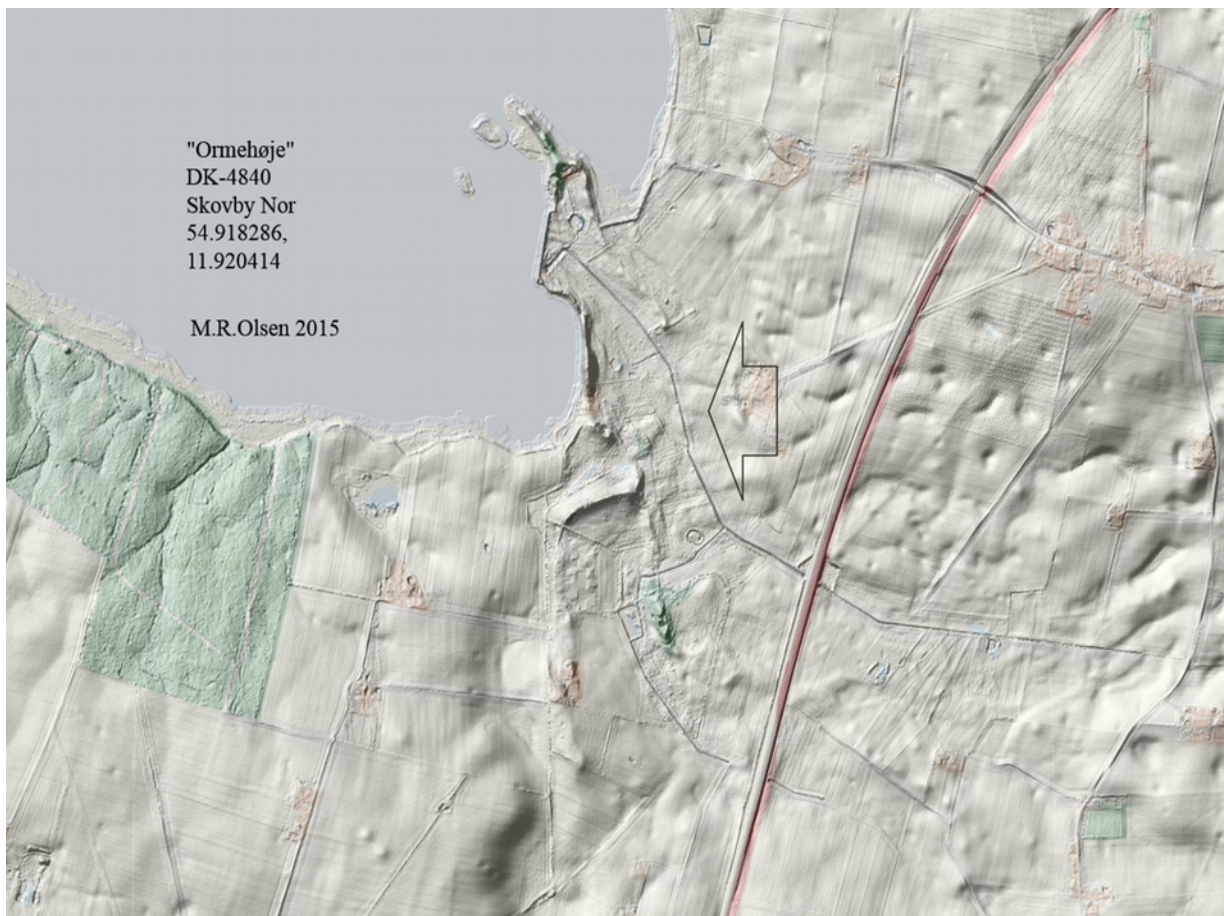 "Ormehøje"
DK-4840
Skovby Nor
54.918286,
11.920414
M.R.Olsen 2015